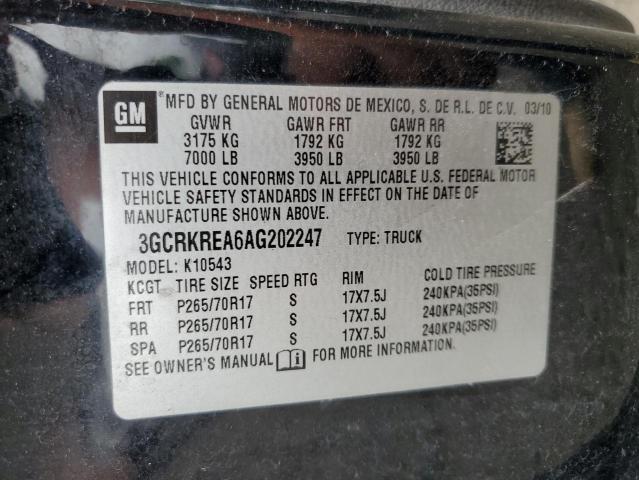 GM MFD BY GENERAL MOTORS DE MEXICO, S. DE R.L. DE C.V. 03/10
GVWR GAWR FRT GAWR RR
3175 KG 1792 KG 1792 KG
7000 LB 3950 LB 3950 LB
THIS VEHICLE CONFORMS TO ALL APPLICABLE U.S. FEDERAL MOTOR
VEHICLE SAFETY STANDARDS IN EFFECT ON THE DATE OF
MANUFACTURE SHOWN ABOVE.
3GCRKREA6AG202247 TYPE: TRUCK
MODEL: K10543
KCGT TIRE SIZE SPEED RTG RIM COLD TIRE PRESSURE
FRT P265/70R17 S 17X7.5J 240KPA(35PSI)
RR P265/70R17 S 17X7.5J 240KPA(35PSI)
SPA P265/70R17 S 17X7.5J 240KPA(35PSI)
SEE OWNER'S MANUAL i FOR MORE INFORMATION.